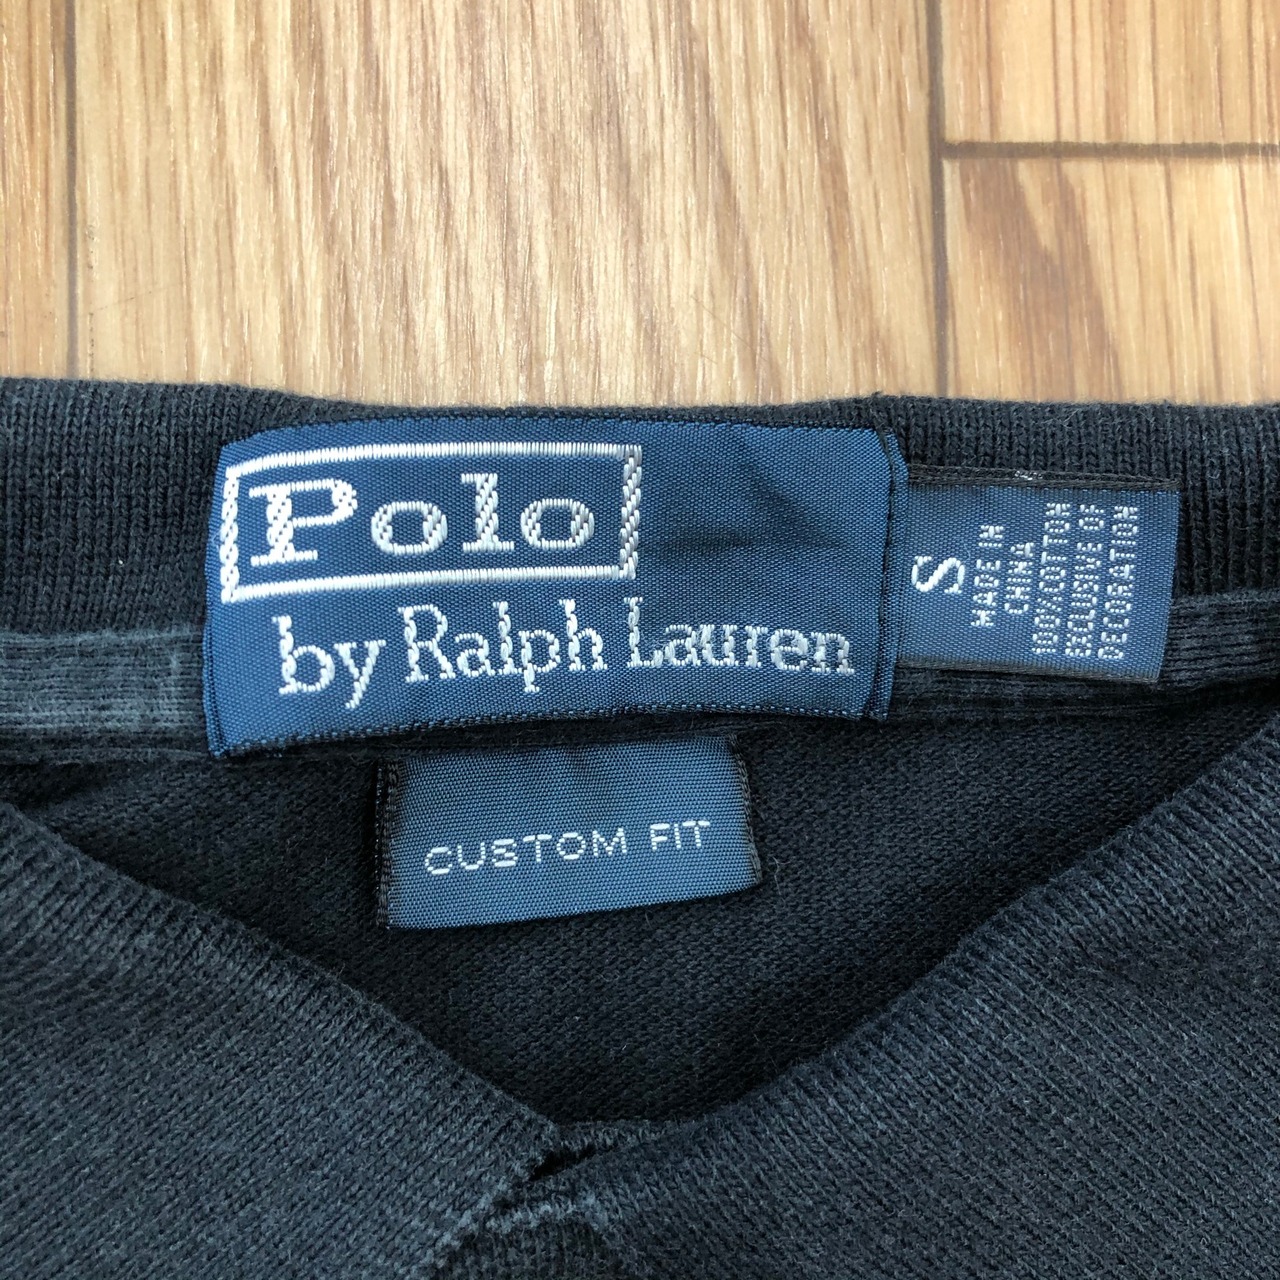 Polo
by Ralph Lauren
S
MADE IN
CHINA
100%COTTON
EXCLUSIVE OF
DECORATION
CUSTOM FIT